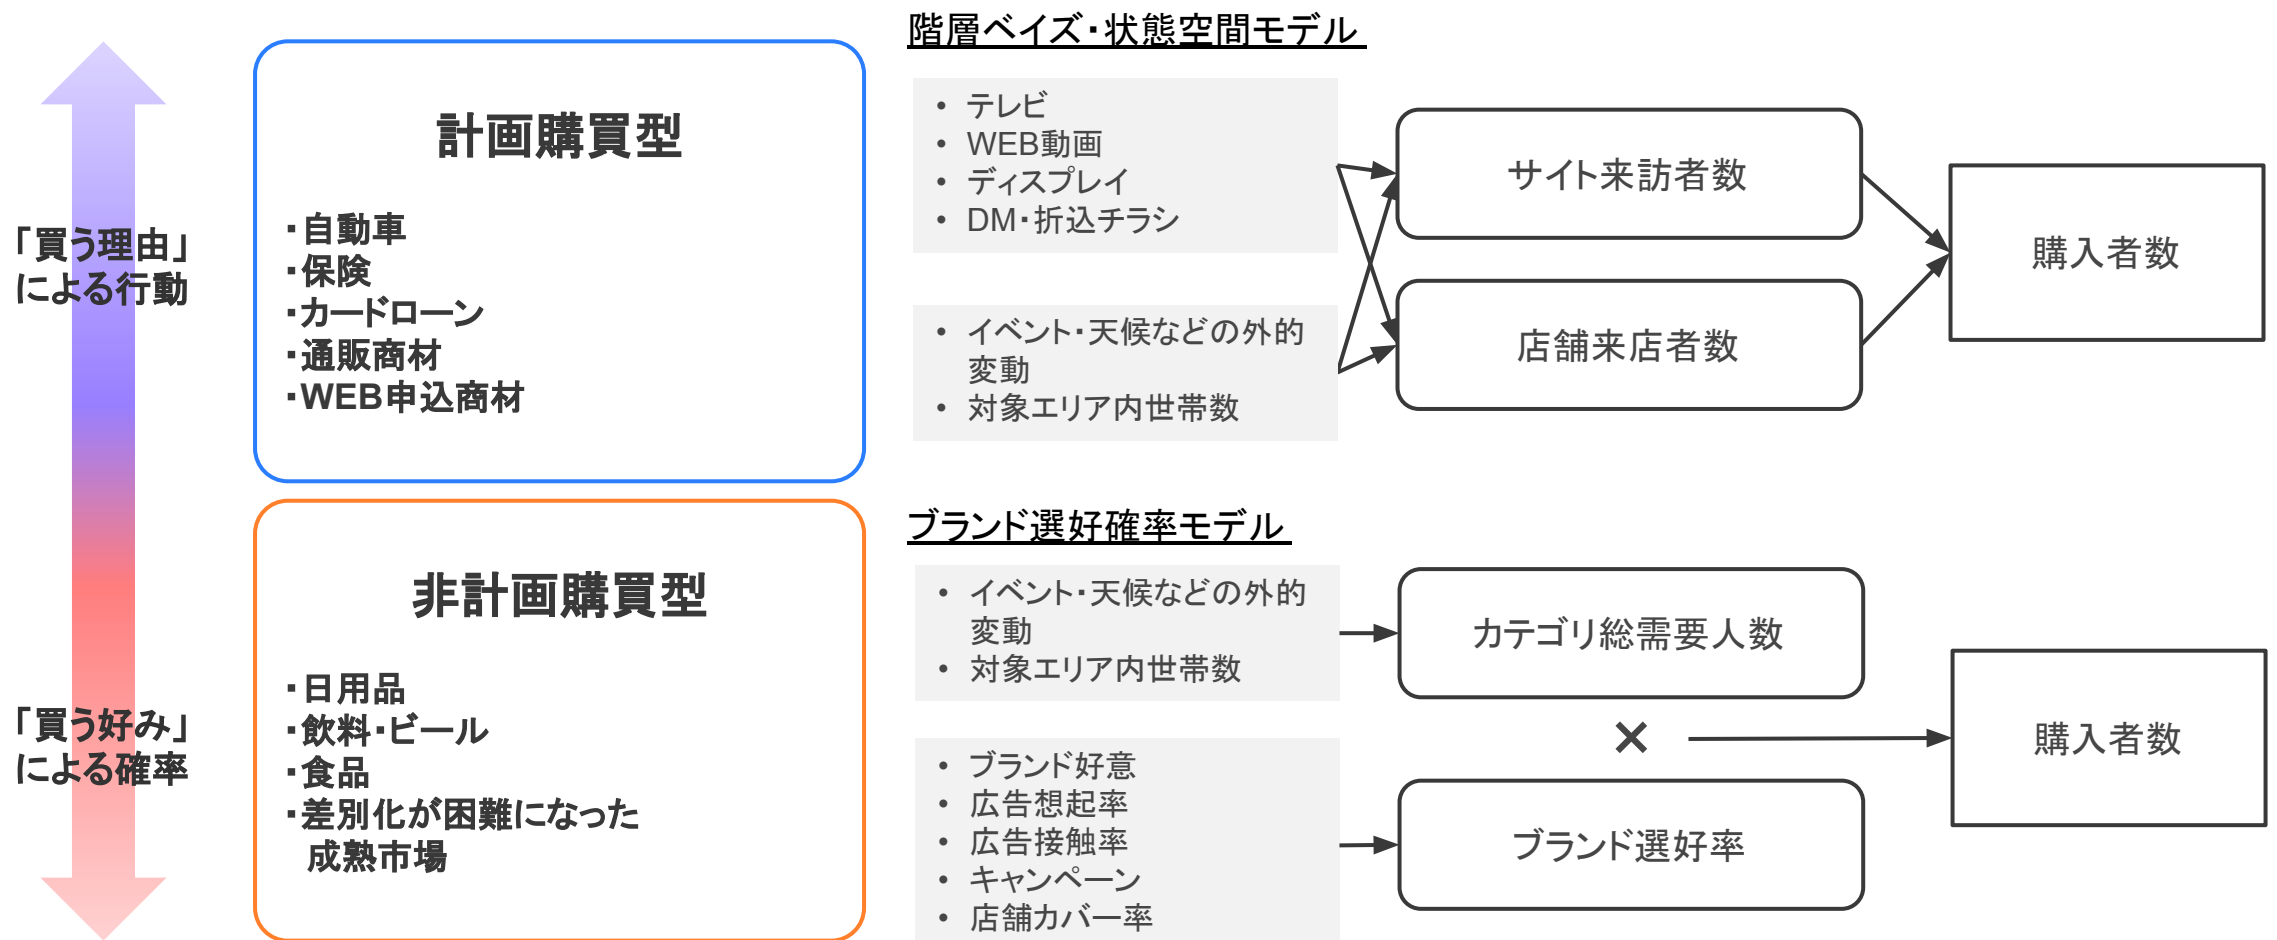 「買う理由」
による行動
「買う好み」
による確率
計画購買型
・自動車
・保険
・カードローン
・通販商材
・WEB申込商材
非計画購買型
・日用品
・飲料・ビール
・食品
・差別化が困難になった
成熟市場
階層ベイズ・状態空間モデル
• テレビ
• WEB動画
• ディスプレイ
• DM・折込チラシ
• イベント・天候などの外的
変動
• 対象エリア内世帯数
サイト来訪者数
店舗来店者数
購入者数
ブランド選好確率モデル
• イベント・天候などの外的
変動
• 対象エリア内世帯数
• ブランド好意
• 広告想起率
• 広告接触率
• キャンペーン
• 店舗カバー率
カテゴリ総需要人数
×
ブランド選好率
購入者数